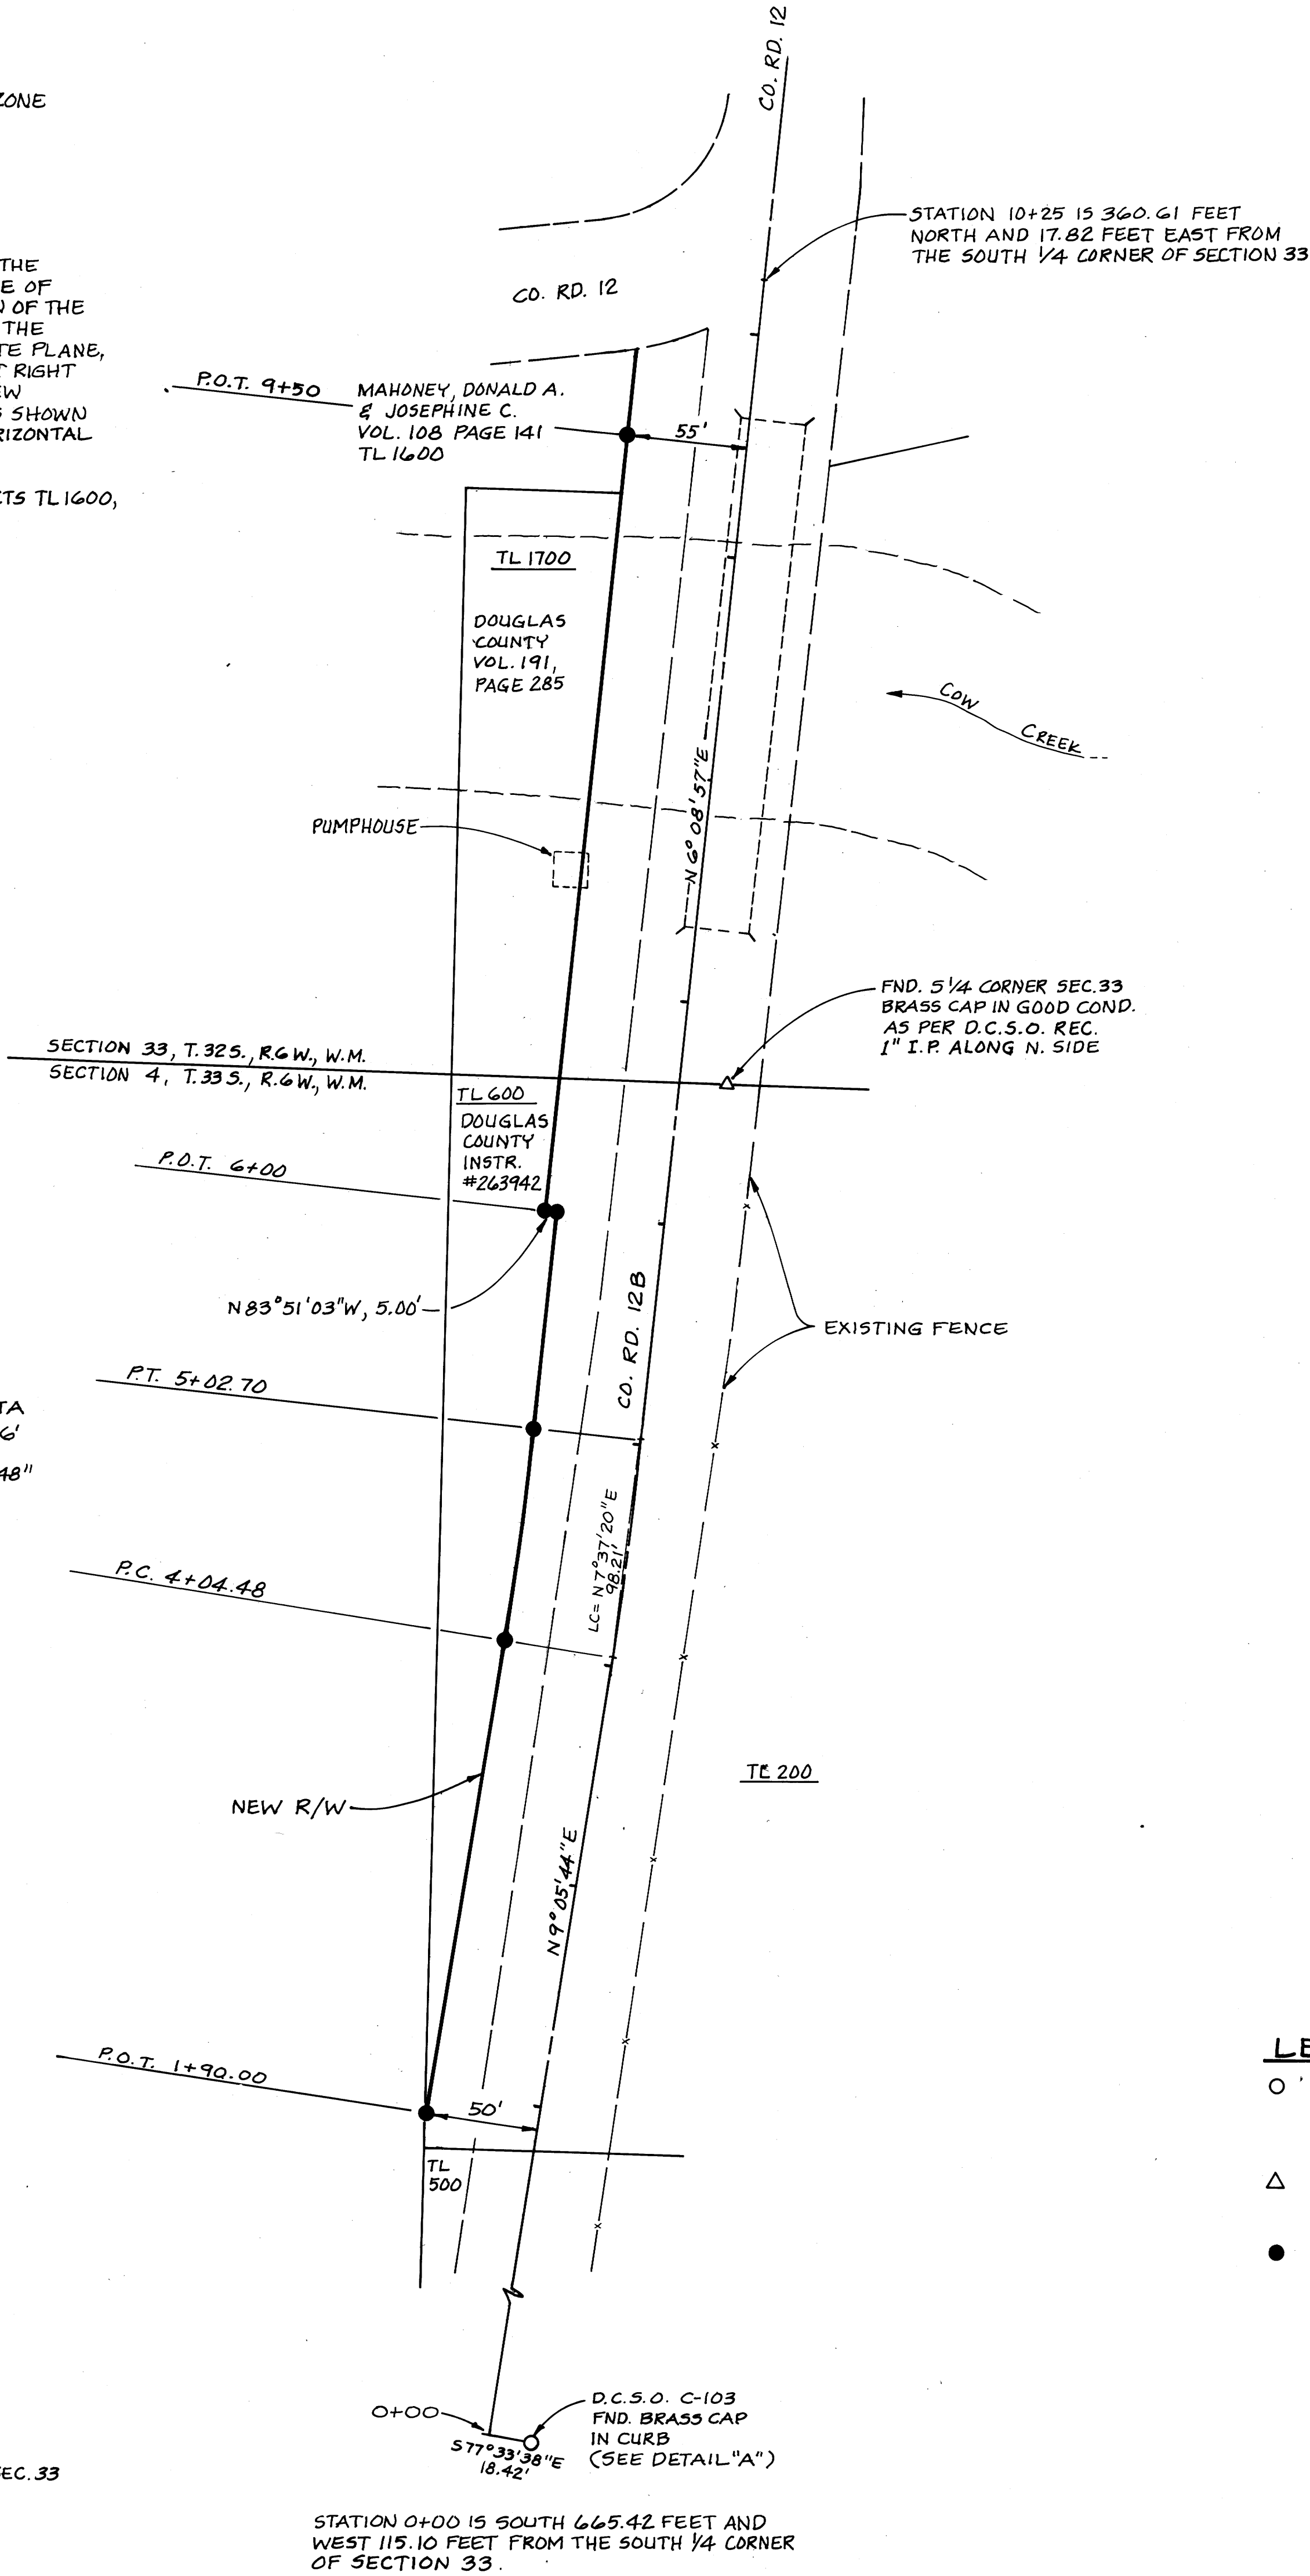 ZONE
CO. RD. 12
STATION 10+25 IS 360.61 FEET
NORTH AND 17.82 FEET EAST FROM
THE SOUTH 1/4 CORNER OF SECTION 33
THE
E OF
N OF THE
THE
TE PLANE,
T RIGHT
EW
S SHOWN
RIZONTAL
TS TL 1600,
CO. RD. 12
P.O.T. 9+50
MAHONEY, DONALD A.
& JOSEPHINE C.
VOL. 108 PAGE 141
TL 1600
55'
TL 1700
DOUGLAS
COUNTY
VOL. 191,
PAGE 285
COW CREEK
N 6° 08' 57" E
PUMPHOUSE
FND. S 1/4 CORNER SEC. 33
BRASS CAP IN GOOD COND.
AS PER D.C.S.O. REC.
1" I.P. ALONG N. SIDE
SECTION 33, T. 32 S., R. 6 W., W.M.
SECTION 4, T. 33 S., R. 6 W., W.M.
TL 600
DOUGLAS
COUNTY
INSTR.
#263942
P.O.T. 6+00
N 83° 51' 03" W, 5.00'
CO. RD. 12B
EXISTING FENCE
P.T. 5+02.70
TA
6'
48"
LC = N 7° 37' 20" E
98.21'
P.C. 4+04.48
TL 200
NEW R/W
N 9° 05' 44" E
P.O.T. 1+90.00
50'
TL
500
LE
0+00
S 77° 33' 38" E
18.42'
D.C.S.O. C-103
FND. BRASS CAP
IN CURB
(SEE DETAIL "A")
EC. 33
STATION 0+00 IS SOUTH 665.42 FEET AND
WEST 115.10 FEET FROM THE SOUTH 1/4 CORNER
OF SECTION 33.